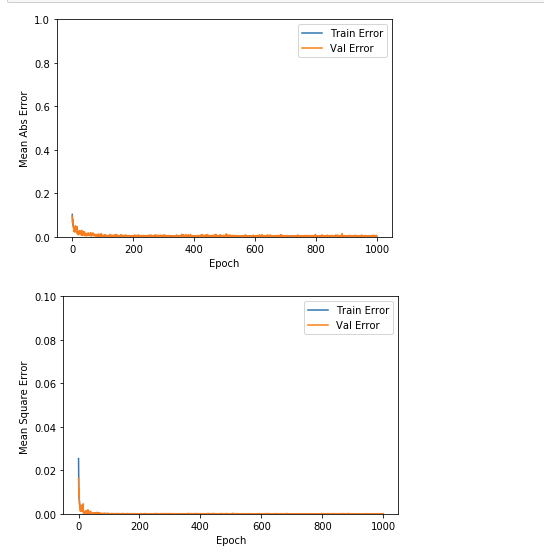 1.0
0.8
0.6
0.4
0.2
0.0
Mean Abs Error
Train Error
Val Error
0 200 400 600 800 1000
Epoch
0.10
0.08
0.06
0.04
0.02
0.00
Mean Square Error
Train Error
Val Error
0 200 400 600 800 1000
Epoch